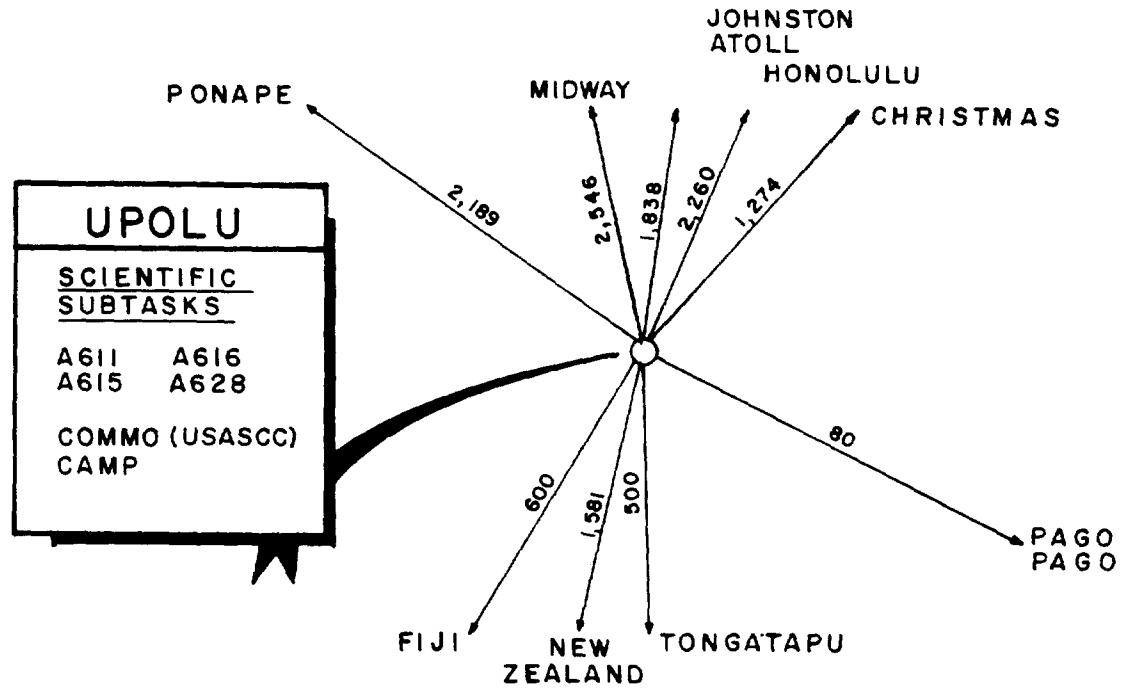 JOHNSTON
ATOLL
HONOLULU
PONAPE
MIDWAY
CHRISTMAS
2,189
2,546
1,838
2,260
1,274
UPOLU
SCIENTIFIC
SUBTASKS
A611 A616
A615 A628
COMMO (USASCC)
CAMP
80
600
1,581
500
PAGO
PAGO
FIJI
NEW
ZEALAND
TONGATAPU